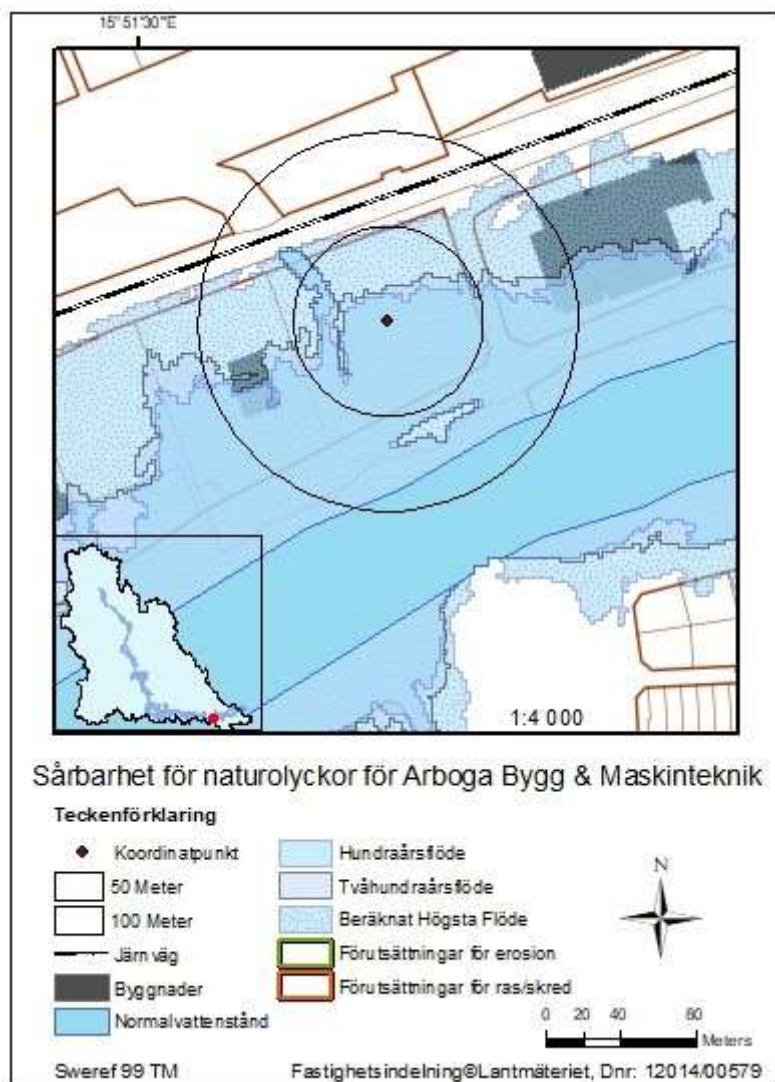 15°51'30"E
1:4 000
Sårbarhet för naturolyckor för Arboga Bygg & Maskinteknik
Teckenförklaring
Koordinatpunkt
50 Meter
100 Meter
Järnväg
Byggnader
Normalvattenstånd
Hundraårsflöde
Tvåhundraårsflöde
Beräknat Högsta Flöde
Förutsättningar för erosion
Förutsättningar för ras/skred
N
0 20 40 60
Meters
Sweref 99 TM
Fastighetsindelning©Lantmäteriet, Dnr: 12014/00579